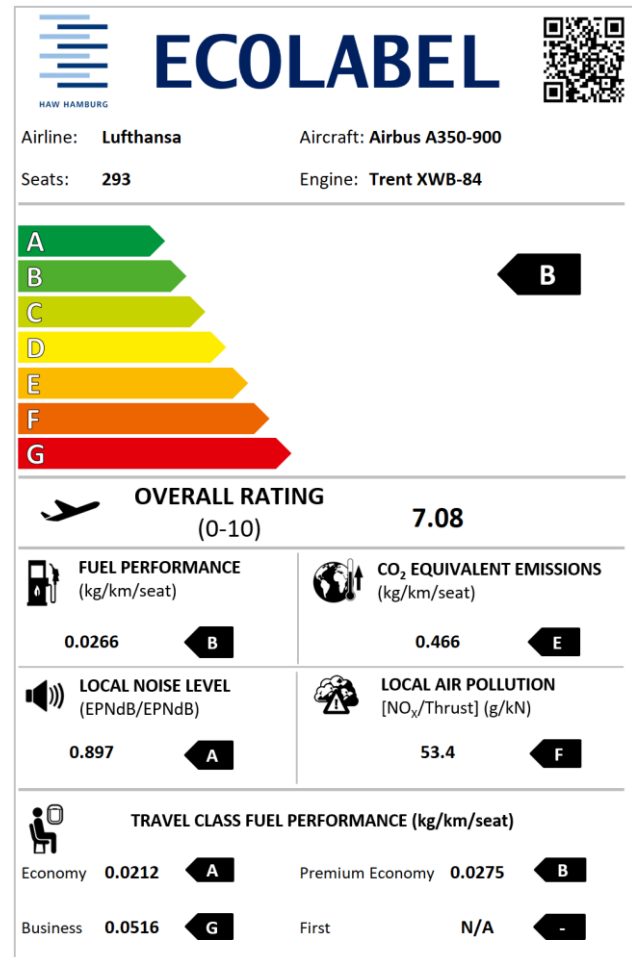 ECOLABEL
HAW HAMBURG
Airline: Lufthansa Aircraft: Airbus A350-900
Seats: 293 Engine: Trent XWB-84
A
B B
C
D
E
F
G
OVERALL RATING
(0-10) 7.08
FUEL PERFORMANCE
(kg/km/seat)
0.0266 B
CO₂ EQUIVALENT EMISSIONS
(kg/km/seat)
0.466 E
LOCAL NOISE LEVEL
(EPNdB/EPNdB)
0.897 A
LOCAL AIR POLLUTION
[NOₓ/Thrust] (g/kN)
53.4 F
TRAVEL CLASS FUEL PERFORMANCE (kg/km/seat)
Economy 0.0212 A Premium Economy 0.0275 B
Business 0.0516 G First N/A -